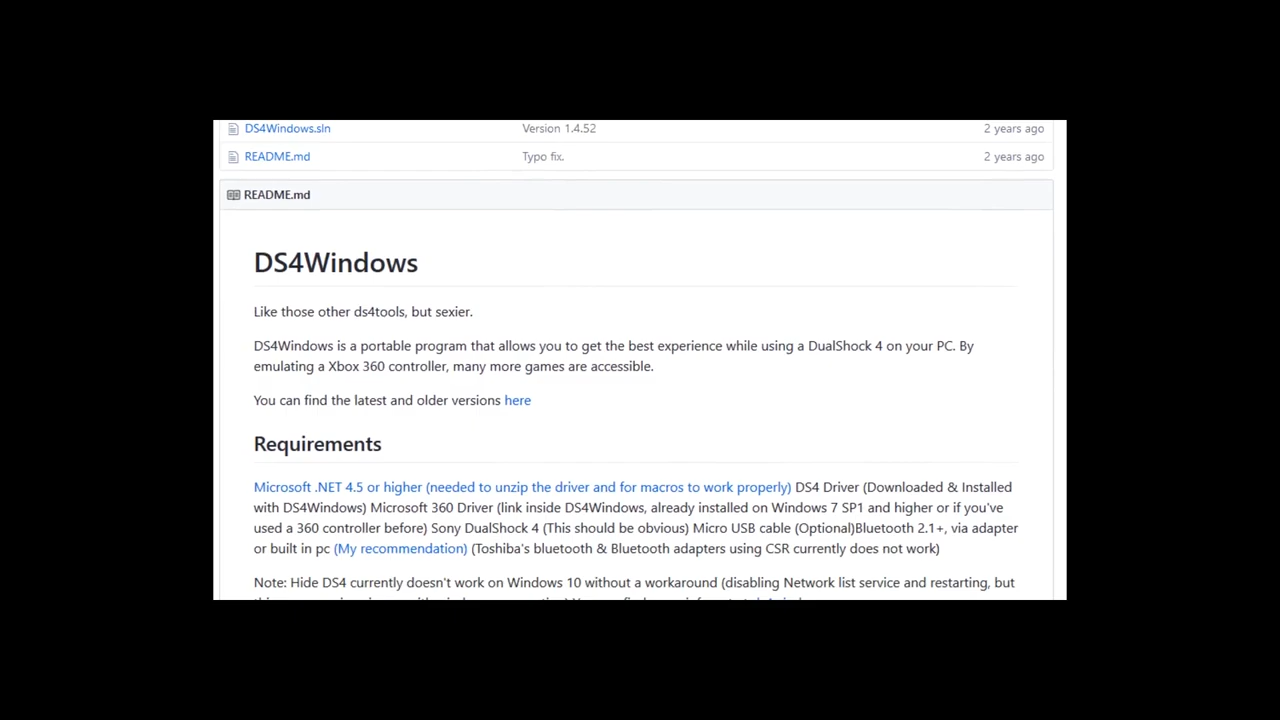 DS4Windows.sln Version 1.4.52 2 years ago
README.md Typo fix. 2 years ago
README.md
DS4Windows
Like those other ds4tools, but sexier.
DS4Windows is a portable program that allows you to get the best experience while using a DualShock 4 on your PC. By
emulating a Xbox 360 controller, many more games are accessible.
You can find the latest and older versions here
Requirements
Microsoft .NET 4.5 or higher (needed to unzip the driver and for macros to work properly) DS4 Driver (Downloaded & Installed
with DS4Windows) Microsoft 360 Driver (link inside DS4Windows, already installed on Windows 7 SP1 and higher or if you've
used a 360 controller before) Sony DualShock 4 (This should be obvious) Micro USB cable (Optional)Bluetooth 2.1+, via adapter
or built in pc (My recommendation) (Toshiba's bluetooth & Bluetooth adapters using CSR currently does not work)
Note: Hide DS4 currently doesn't work on Windows 10 without a workaround (disabling Network list service and restarting, but